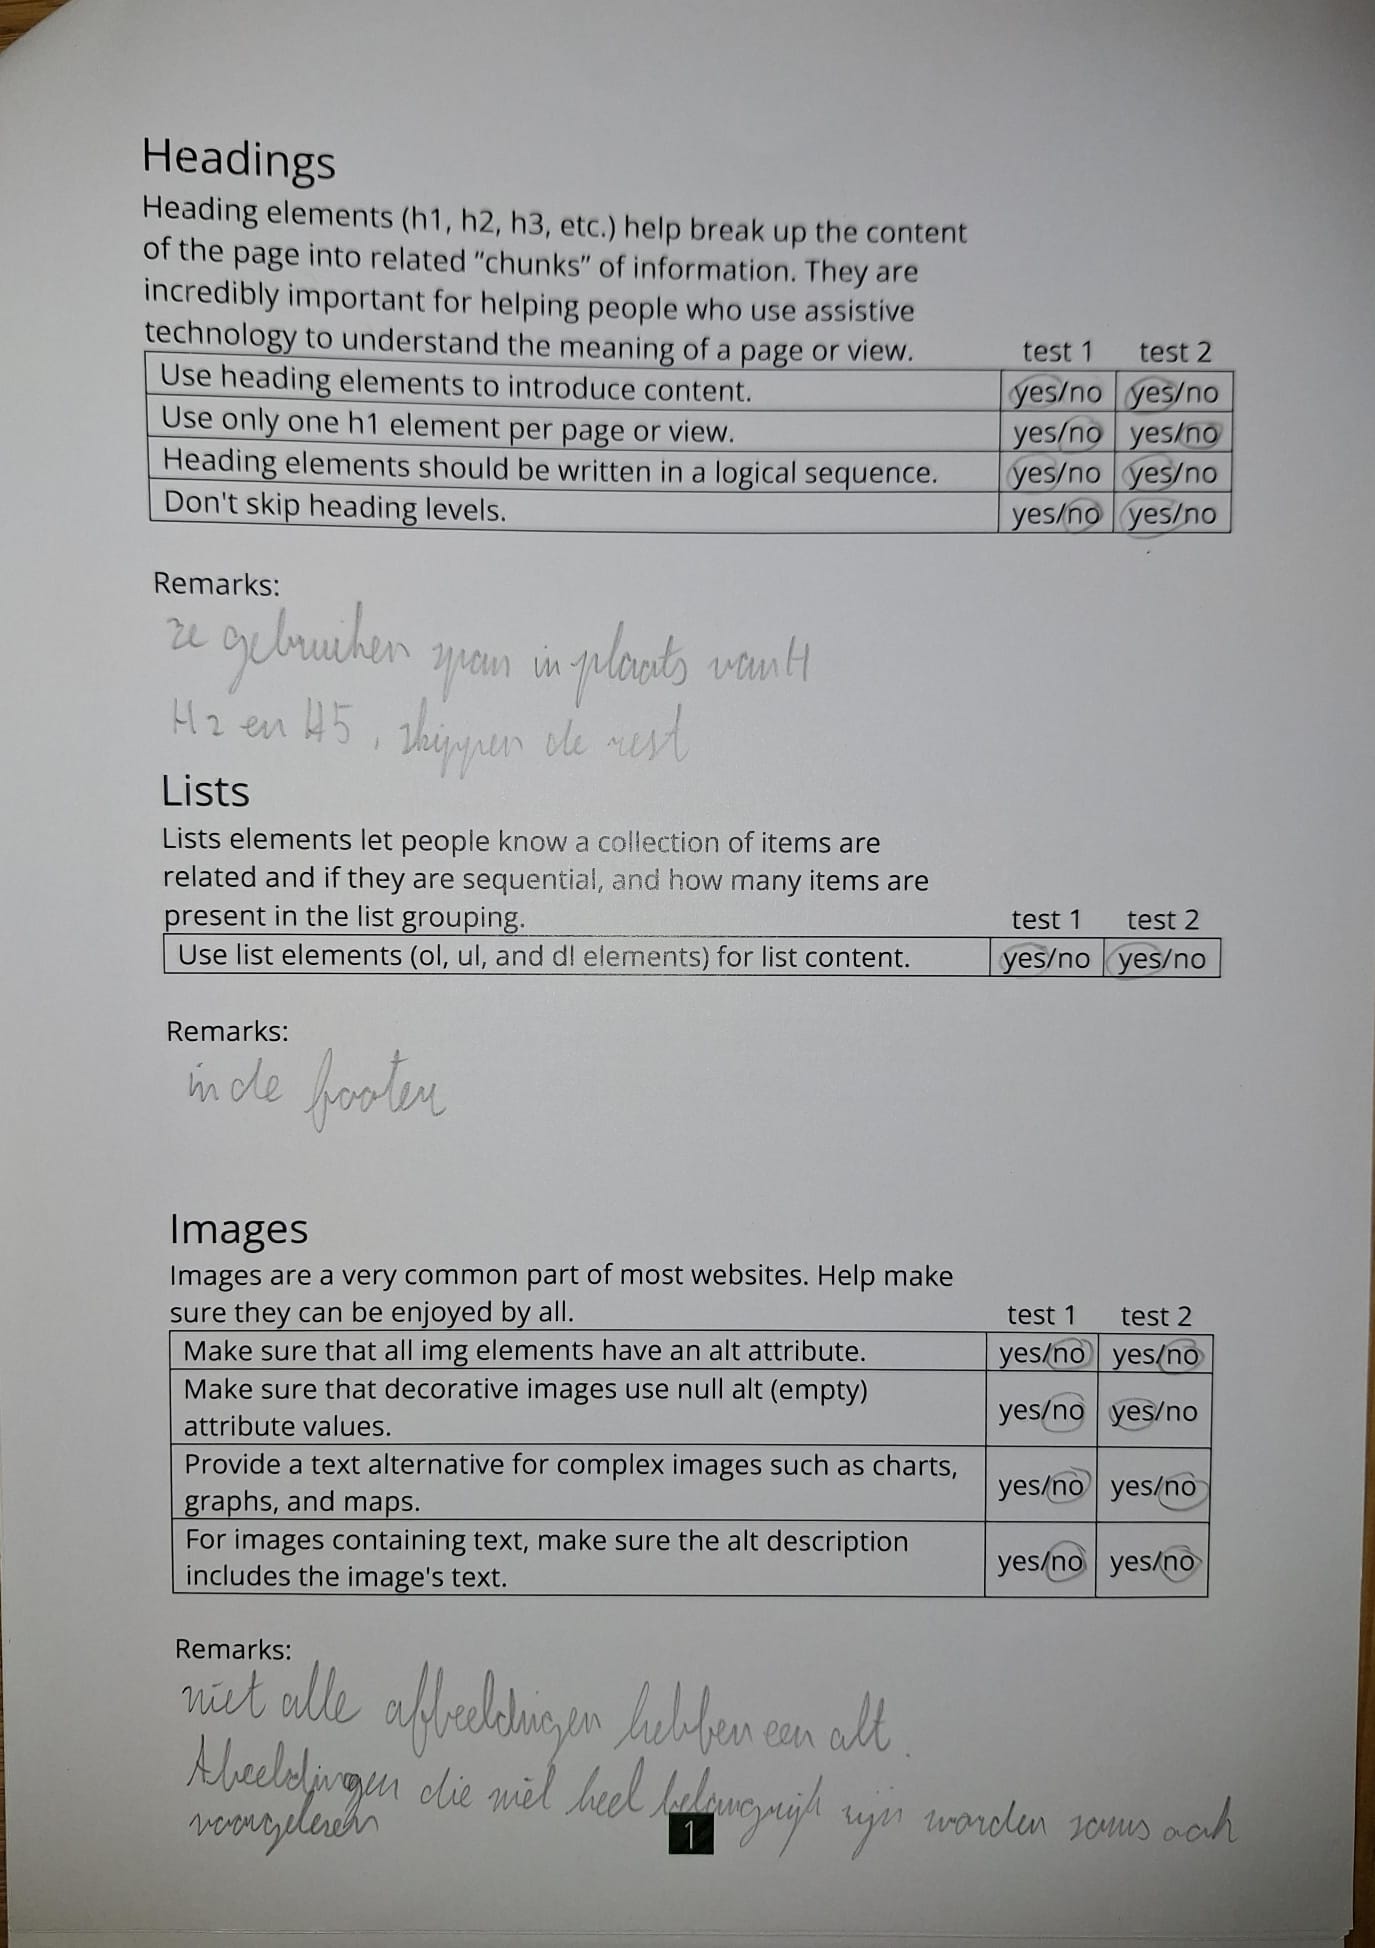 Headings
Heading elements (h1, h2, h3, etc.) help break up the content
of the page into related "chunks" of information. They are
incredibly important for helping people who use assistive
technology to understand the meaning of a page or view. test 1 test 2
Use heading elements to introduce content. yes/no yes/no
Use only one h1 element per page or view. yes/no yes/no
Heading elements should be written in a logical sequence. yes/no yes/no
Don't skip heading levels. yes/no yes/no
Remarks:
ze gebruiken span in plaats van H
H2 en H5, skippen de rest
Lists
Lists elements let people know a collection of items are
related and if they are sequential, and how many items are
present in the list grouping. test 1 test 2
Use list elements (ol, ul, and dl elements) for list content. yes/no yes/no
Remarks:
in de footer
Images
Images are a very common part of most websites. Help make
sure they can be enjoyed by all. test 1 test 2
Make sure that all img elements have an alt attribute. yes/no yes/no
Make sure that decorative images use null alt (empty)
attribute values. yes/no yes/no
Provide a text alternative for complex images such as charts,
graphs, and maps. yes/no yes/no
For images containing text, make sure the alt description
includes the image's text. yes/no yes/no
Remarks:
niet alle afbeeldingen hebben een alt.
Abeeldingen die niet heel belangrijk zijn worden soms ook
voorgelezen
1